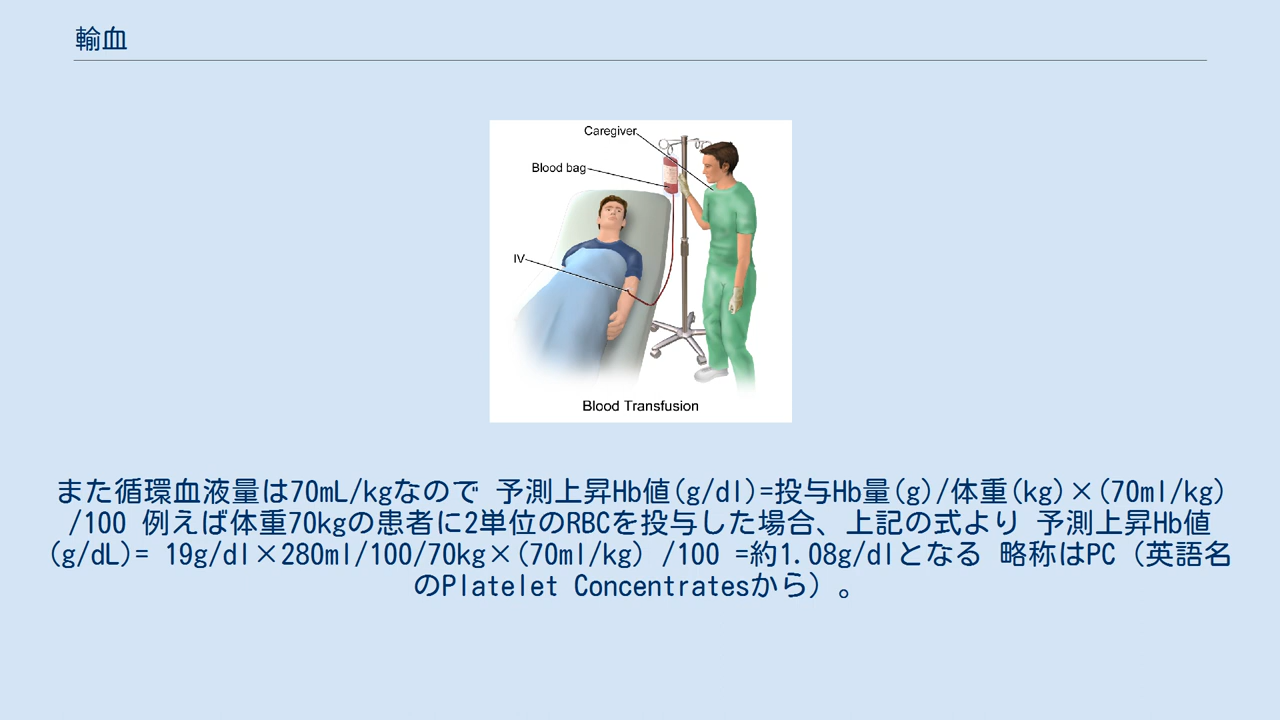 輸血
Caregiver
Blood bag
IV
Blood Transfusion
また循環血液量は70mL/kgなので 予測上昇Hb値(g/dl)=投与Hb量(g)/体重(kg)×(70ml/kg)
/100 例えば体重70kgの患者に2単位のRBCを投与した場合、上記の式より 予測上昇Hb値
(g/dL)= 19g/dl×280ml/100/70kg×(70ml/kg) /100 =約1.08g/dlとなる 略称はPC（英語名
のPlatelet Concentratesから）。